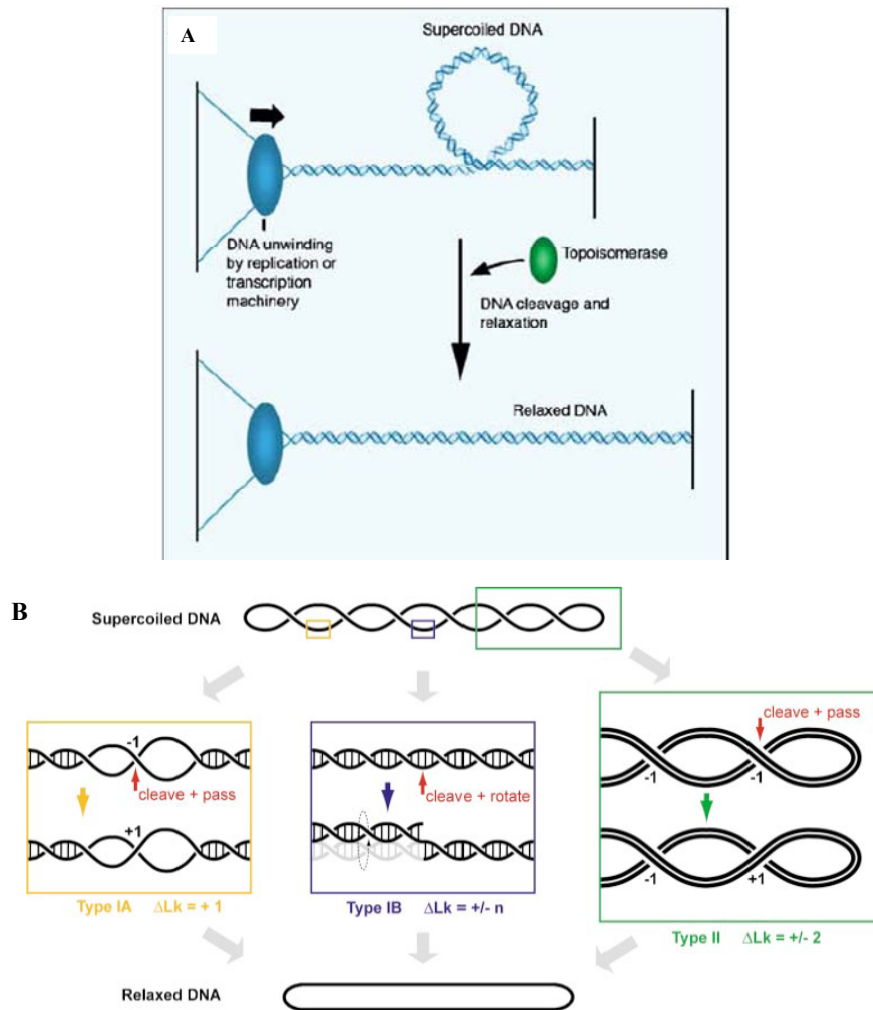 A
Supercoiled DNA
DNA unwinding
by replication or
transcription
machinery
Topoisomerase
DNA cleavage and
relaxation
Relaxed DNA
B
Supercoiled DNA
-1
cleave + pass
+1
Type IA ΔLk = + 1
cleave + rotate
Type IB ΔLk = +/- n
cleave + pass
-1
-1
-1
+1
Type II ΔLk = +/- 2
Relaxed DNA